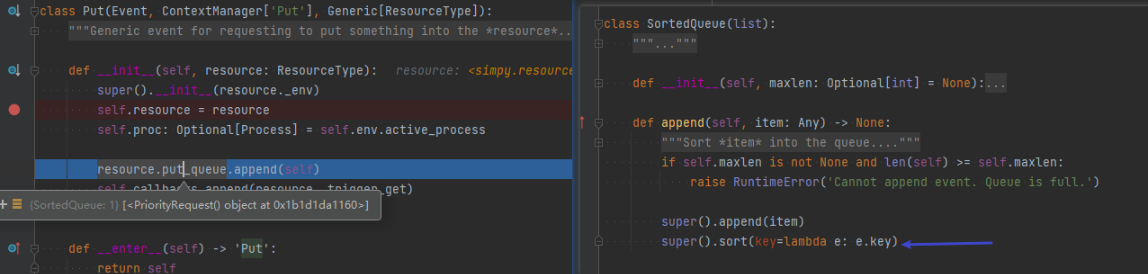 class Put(Event, ContextManager['Put'], Generic[ResourceType]):
"""Generic event for requesting to put something into the *resource*...
def __init__(self, resource: ResourceType):   resource: <simpy.resource
super().__init__(resource._env)
self.resource = resource
self.proc: Optional[Process] = self.env.active_process
resource.put_queue.append(self)
self.callbacks.append(resource._trigger_get)
+ {SortedQueue: 1} [<PriorityRequest() object at 0x1b1d1da1160>]
def __enter__(self) -> 'Put':
return self
class SortedQueue(list):
"""..."""
def __init__(self, maxlen: Optional[int] = None):...
def append(self, item: Any) -> None:
"""Sort *item* into the queue...."""
if self.maxlen is not None and len(self) >= self.maxlen:
raise RuntimeError('Cannot append event. Queue is full.')
super().append(item)
super().sort(key=lambda e: e.key)